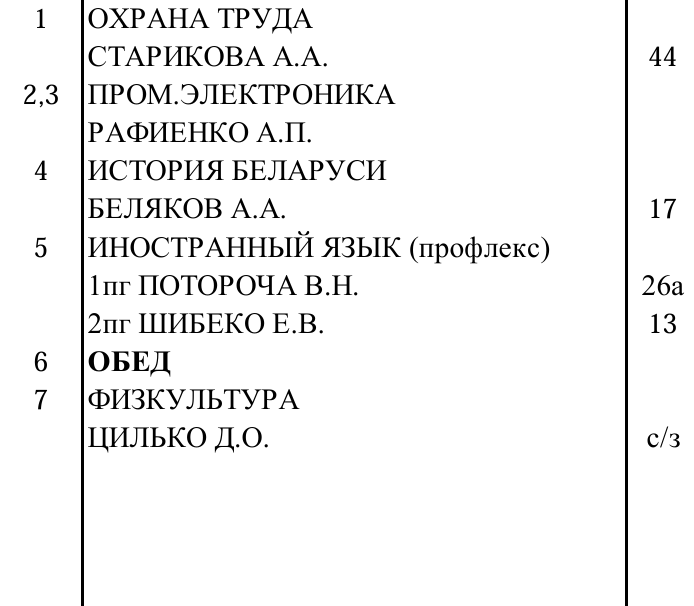 1 ОХРАНА ТРУДА
СТАРИКОВА А.А. 44
2,3 ПРОМ.ЭЛЕКТРОНИКА
РАФИЕНКО А.П.
4 ИСТОРИЯ БЕЛАРУСИ
БЕЛЯКОВ А.А. 17
5 ИНОСТРАННЫЙ ЯЗЫК (профлекс)
1пг ПОТОРОЧА В.Н. 26а
2пг ШИБЕКО Е.В. 13
6 ОБЕД
7 ФИЗКУЛЬТУРА
ЦИЛЬКО Д.О. с/з